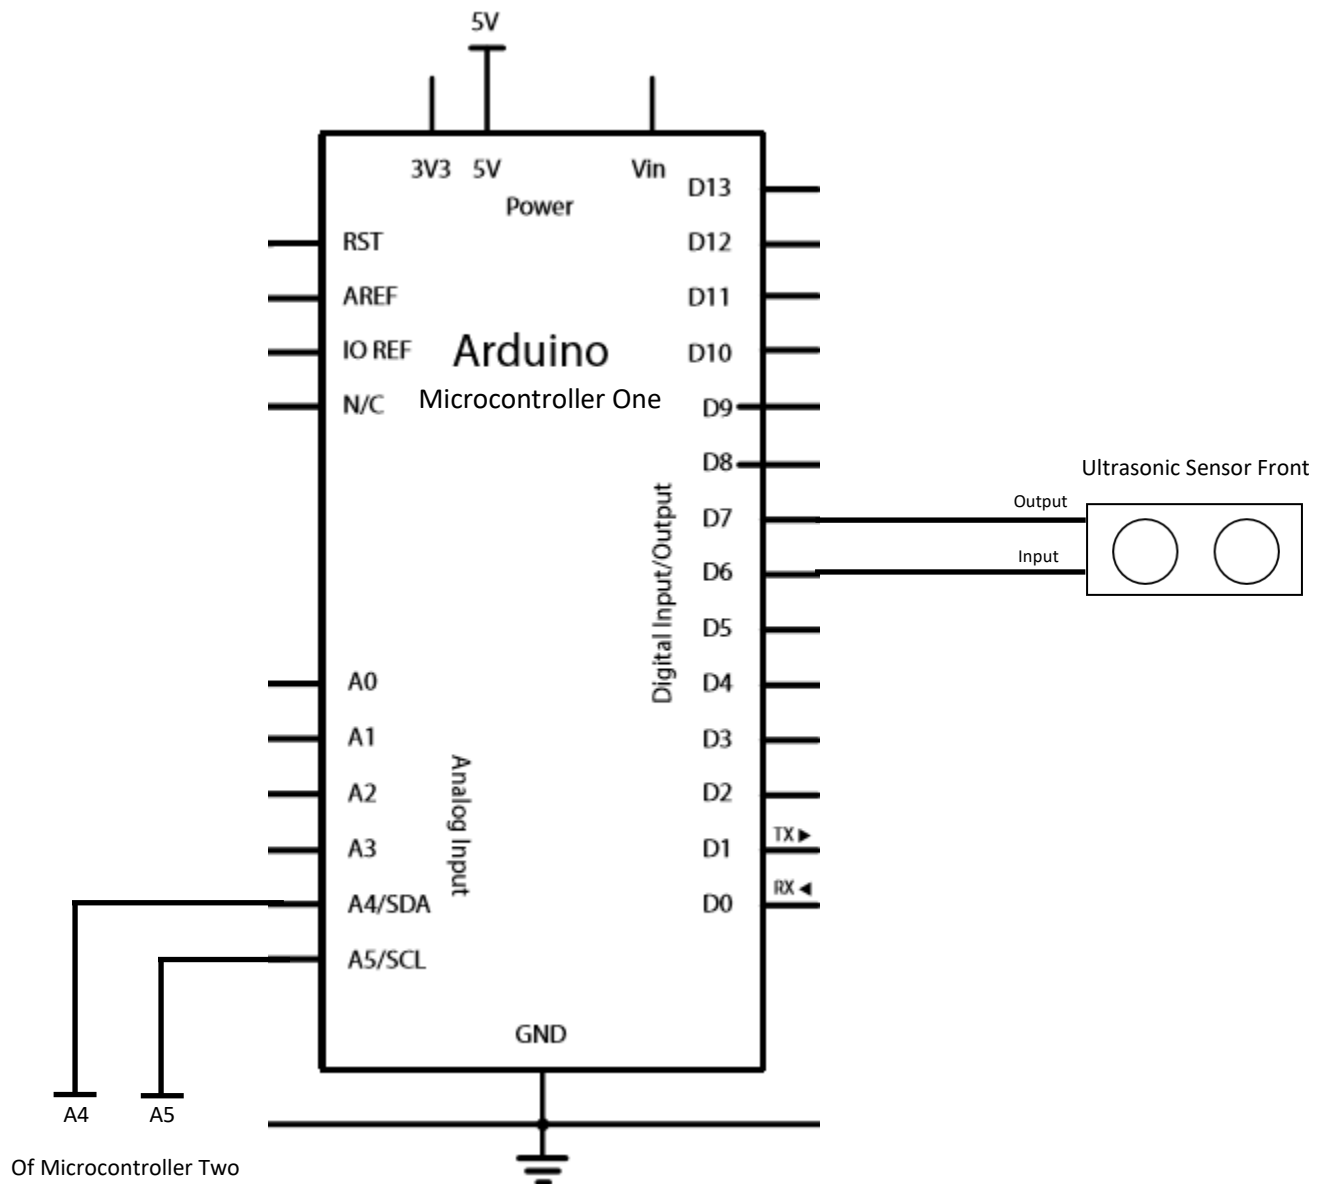 5V
3V3 5V Vin
Power
D13
RST
D12
AREF
D11
IO REF
Arduino
D10
N/C
Microcontroller One
D9
D8
Ultrasonic Sensor Front
Output
D7
Input
D6
Digital Input/Output
D5
A0
D4
A1
D3
Analog Input
A2
D2
TX ►
A3
D1
RX ◄
A4/SDA
D0
A5/SCL
GND
A4 A5
Of Microcontroller Two